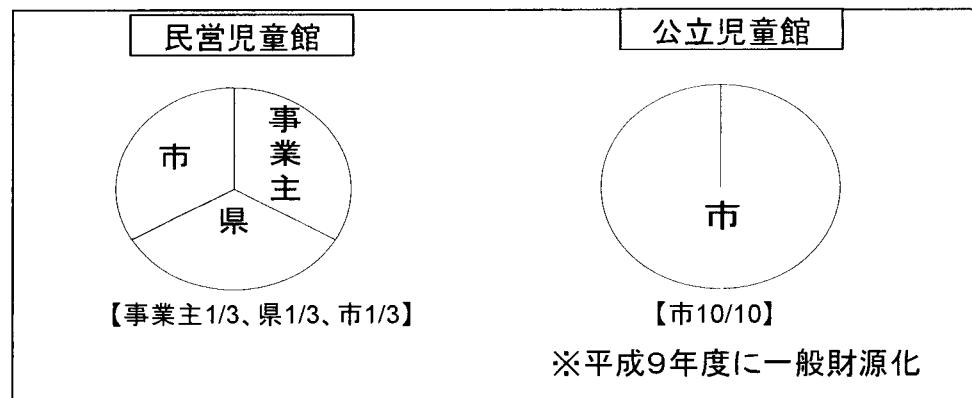 民営児童館
事業主
県
市
【事業主1/3、県1/3、市1/3】
公立児童館
市
【市10/10】
※平成9年度に一般財源化